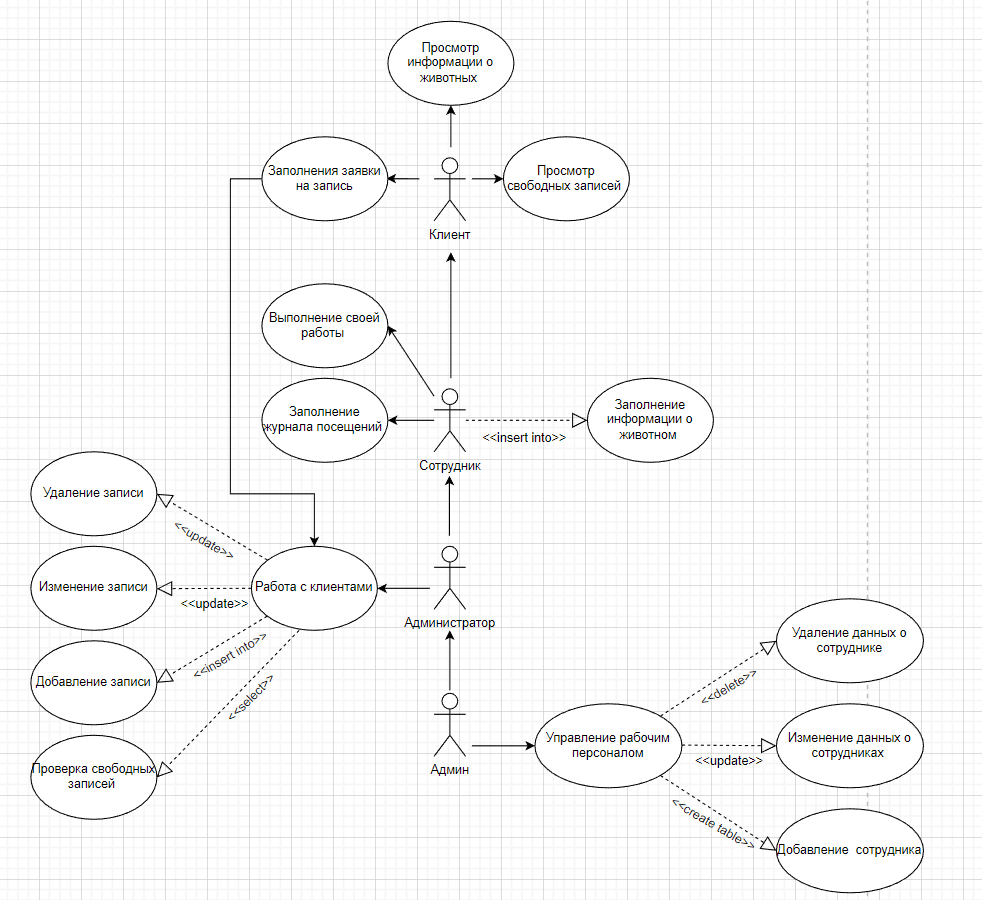 Просмотр
информации о
животных
Заполнения заявки
на запись
Просмотр
свободных записей
Клиент
Выполнение своей
работы
Заполнение
журнала посещений
Заполнение
информации о
животном
<<insert into>>
Сотрудник
Удаление записи
<<update>>
Изменение записи
<<update>>
Работа с клиентами
Администратор
Добавление записи
<<insert into>>
<<select>>
Проверка свободных
записей
Админ
Управление рабочим
персоналом
Удаление данных о
сотруднике
<<delete>>
Изменение данных о
сотрудниках
<<update>>
<<create table>>
Добавление сотрудника